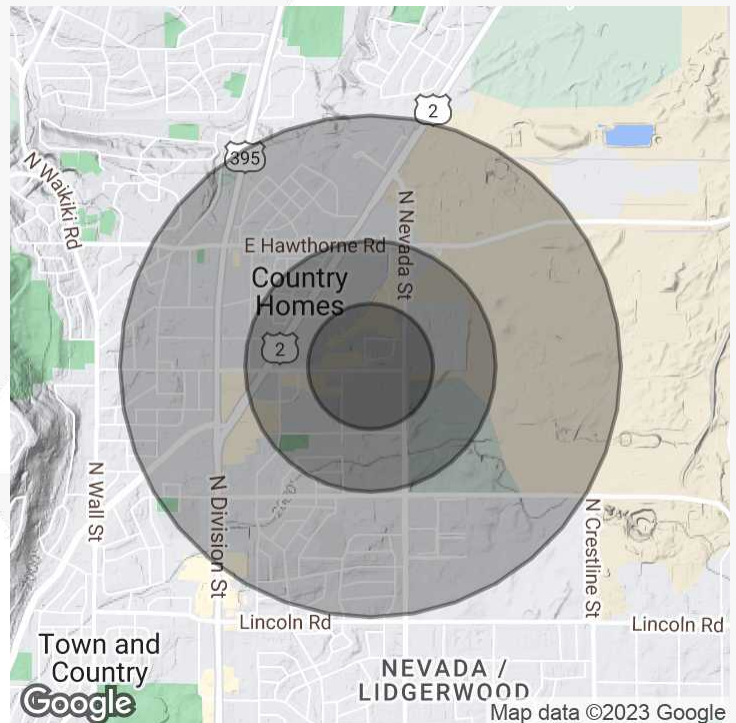 2
395
N Waikiki Rd
N Nevada St
E Hawthorne Rd
Country
Homes
2
N Wall St
N Division St
N Crestline St
Lincoln Rd
Lincoln Rd
Town and
Country
NEVADA /
LIDGERWOOD
Google
Map data ©2023 Google